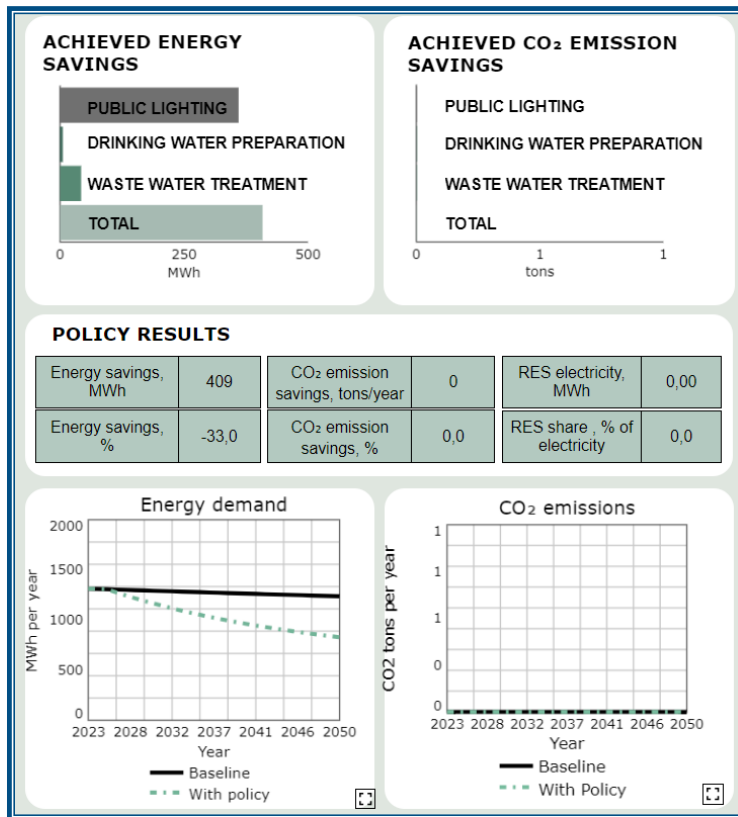 ACHIEVED ENERGY
SAVINGS
PUBLIC LIGHTING
DRINKING WATER PREPARATION
WASTE WATER TREATMENT
TOTAL
0
250
500
MWh
ACHIEVED CO₂ EMISSION
SAVINGS
PUBLIC LIGHTING
DRINKING WATER PREPARATION
WASTE WATER TREATMENT
TOTAL
0
1
1
tons
POLICY RESULTS
Energy savings,
MWh
409
CO₂ emission
savings, tons/year
0
RES electricity,
MWh
0,00
Energy savings,
%
-33,0
CO₂ emission
savings, %
0,0
RES share , % of
electricity
0,0
Energy demand
MWh per year
2000
1500
1000
500
0
2023 2028 2032 2037 2041 2046 2050
Year
Baseline
With policy
CO₂ emissions
CO2 tons per year
1
1
1
0
0
2023 2028 2032 2037 2041 2046 2050
Year
Baseline
With Policy